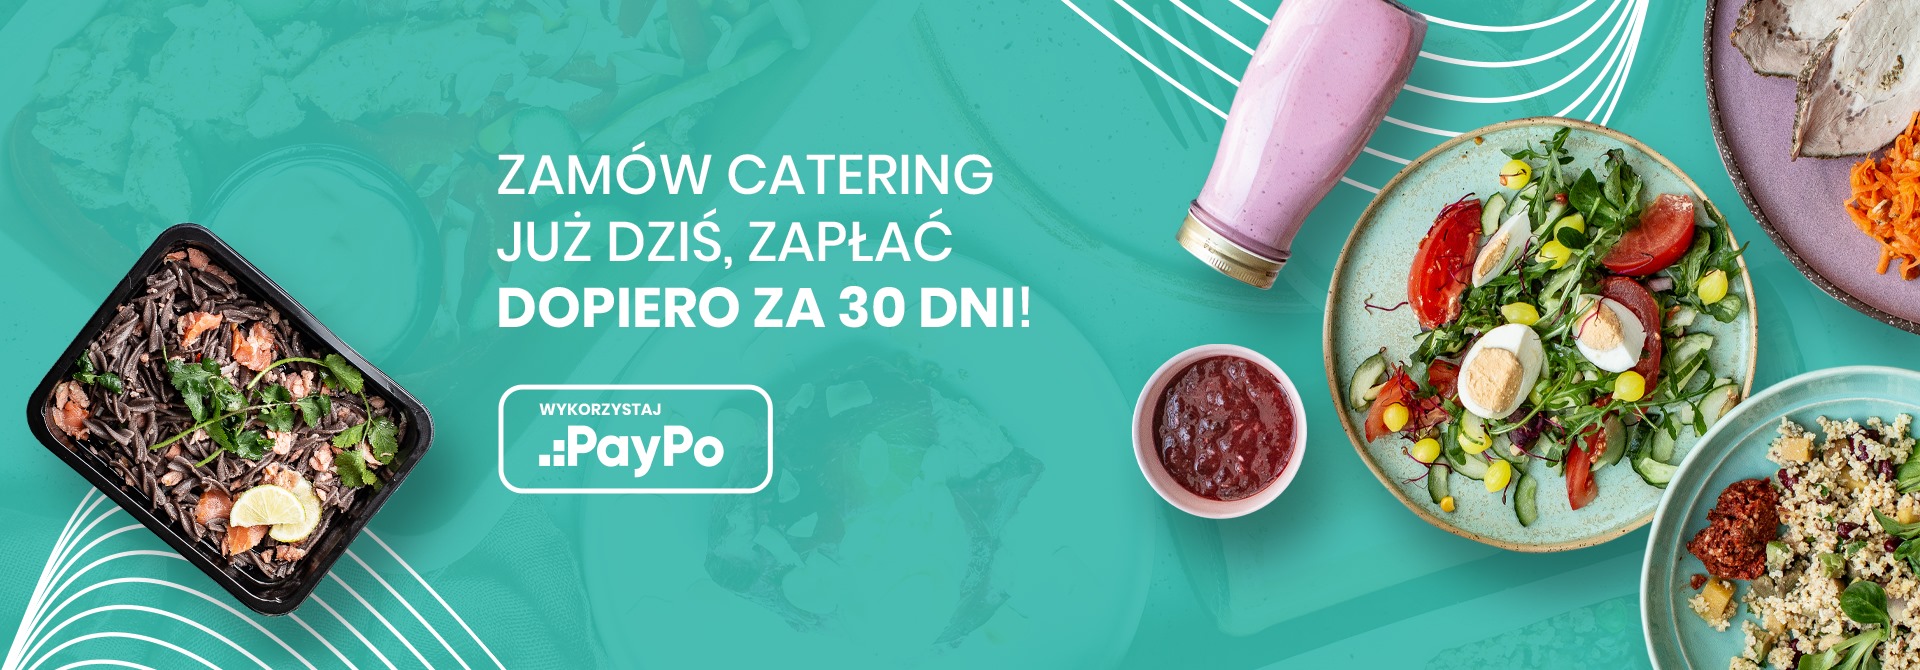 ZAMÓW CATERING
JUŻ DZIŚ, ZAPŁAĆ
DOPIERO ZA 30 DNI!
WYKORZYSTAJ
PayPo